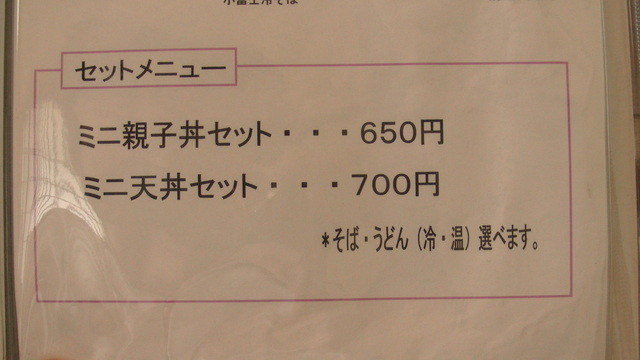 セットメニュー
ミニ親子丼セット・・・650円
ミニ天丼セット・・・700円
*そば・うどん(冷・温)選べます。